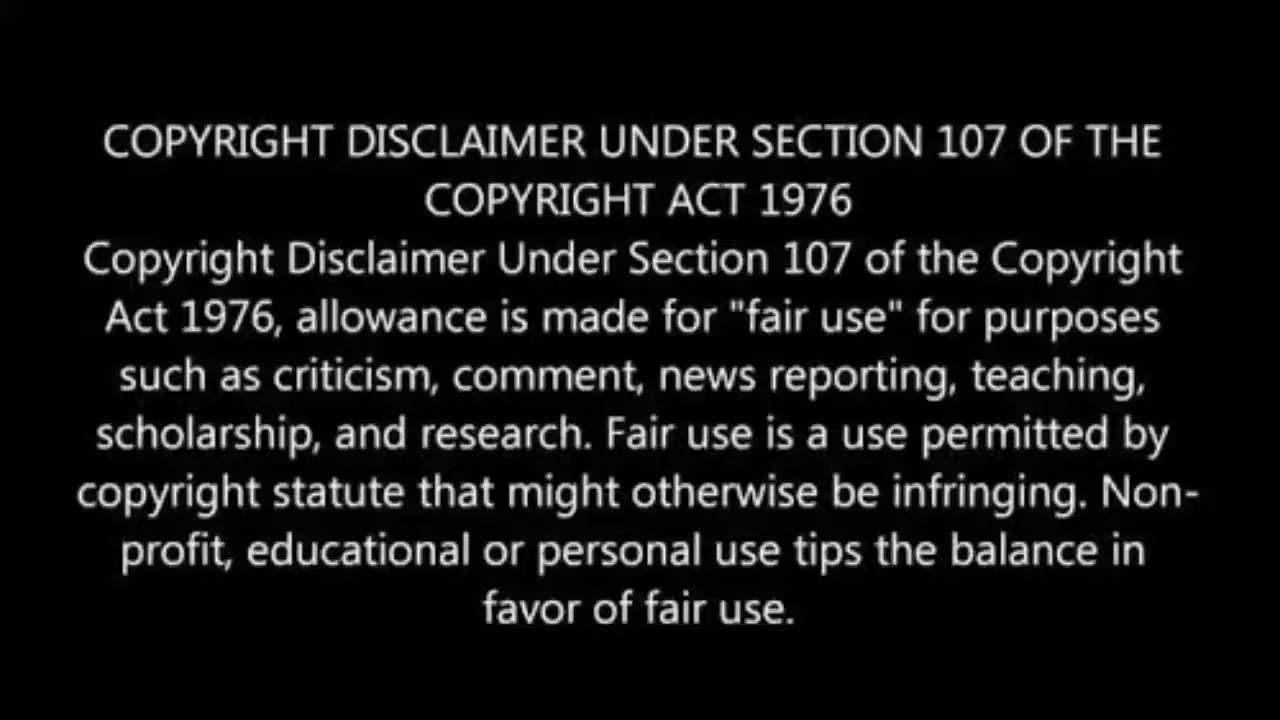 COPYRIGHT DISCLAIMER UNDER SECTION 107 OF THE
COPYRIGHT ACT 1976
Copyright Disclaimer Under Section 107 of the Copyright
Act 1976, allowance is made for "fair use" for purposes
such as criticism, comment, news reporting, teaching,
scholarship, and research. Fair use is a use permitted by
copyright statute that might otherwise be infringing. Non-
profit, educational or personal use tips the balance in
favor of fair use.